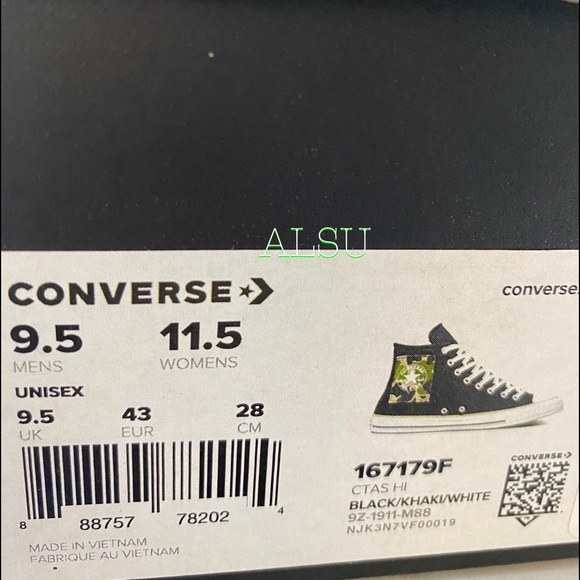 ALSU
CONVERSE
converse.
9.5 11.5
MENS WOMENS
UNISEX
9.5 43 28
UK EUR CM
8 88757 78202 4
MADE IN VIETNAM
FABRIQUE AU VIETNAM
167179F
CTAS HI
BLACK/KHAKI/WHITE
9Z-1911-M88
NJK3N7VF00019
CONVERSE